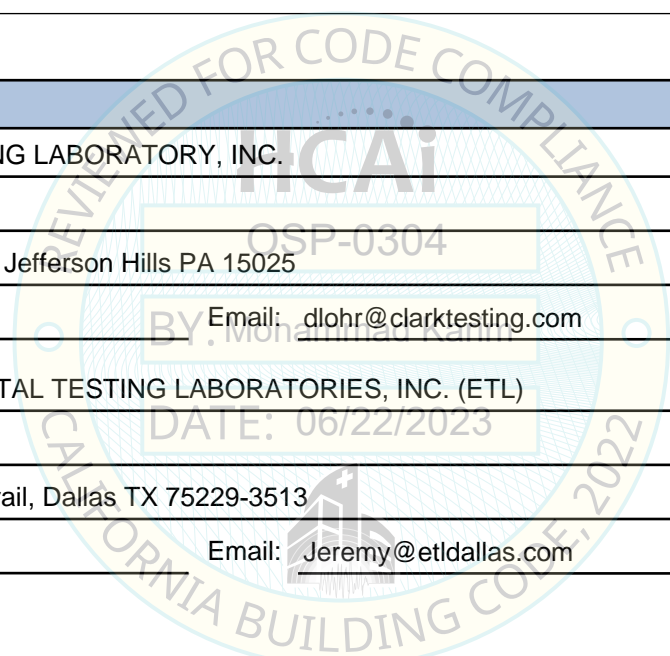 REVIEWED FOR CODE COMPLIANCE
HCAi
NG LABORATORY, INC.
OSP-0304
Jefferson Hills PA 15025
Email: dlohr@clarktesting.com
BY: Mohammad Karim
TAL TESTING LABORATORIES, INC. (ETL)
DATE: 06/22/2023
rail, Dallas TX 75229-3513
Email: Jeremy@etldallas.com
CALIFORNIA BUILDING CODE, 2022